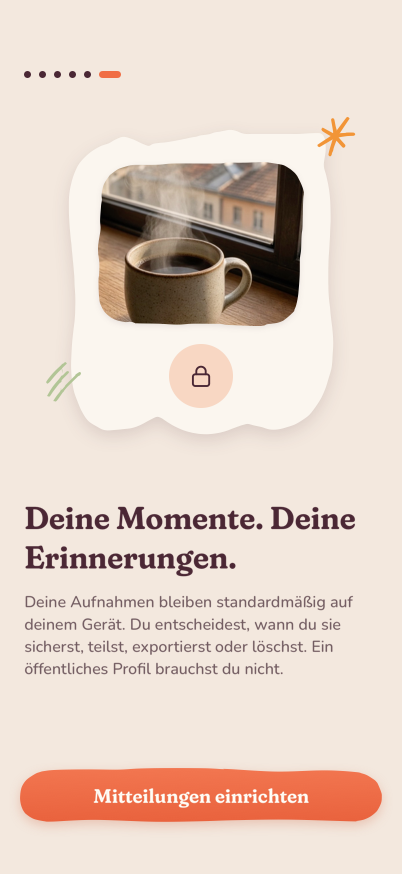 Deine Momente. Deine
Erinnerungen.
Deine Aufnahmen bleiben standardmäßig auf
deinem Gerät. Du entscheidest, wann du sie
sicherst, teilst, exportierst oder löschst. Ein
öffentliches Profil brauchst du nicht.
Mitteilungen einrichten